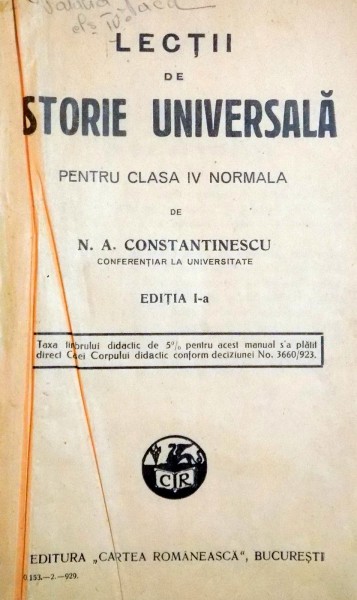 LECȚII
DE
STORIE UNIVERSALĂ
PENTRU CLASA IV NORMALA
DE
N. A. CONSTANTINESCU
CONFERENȚIAR LA UNIVERSITATE
EDIȚIA I-a
Taxa timbrului didactic de 5% pentru acest manual s'a plătit
direct Casei Corpului didactic conform deciziunei No. 3660/923.
C R
EDITURA „CARTEA ROMÂNEASCĂ”, BUCUREȘTI
0 153.—2.—929.